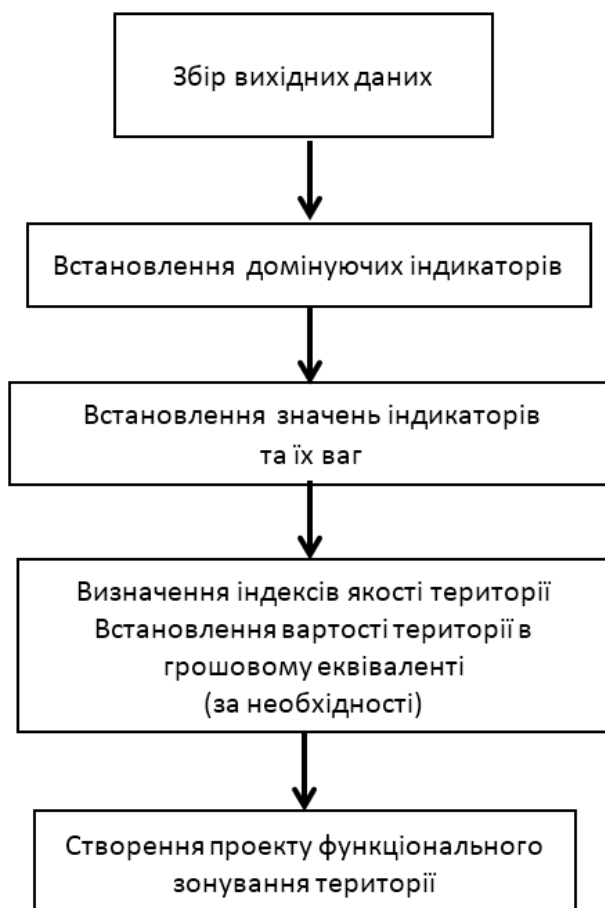 Збір вихідних даних
Встановлення домінуючих індикаторів
Встановлення значень індикаторів
та їх ваг
Визначення індексів якості території
Встановлення вартості території в
грошовому еквіваленті
(за необхідності)
Створення проекту функціонального
зонування території